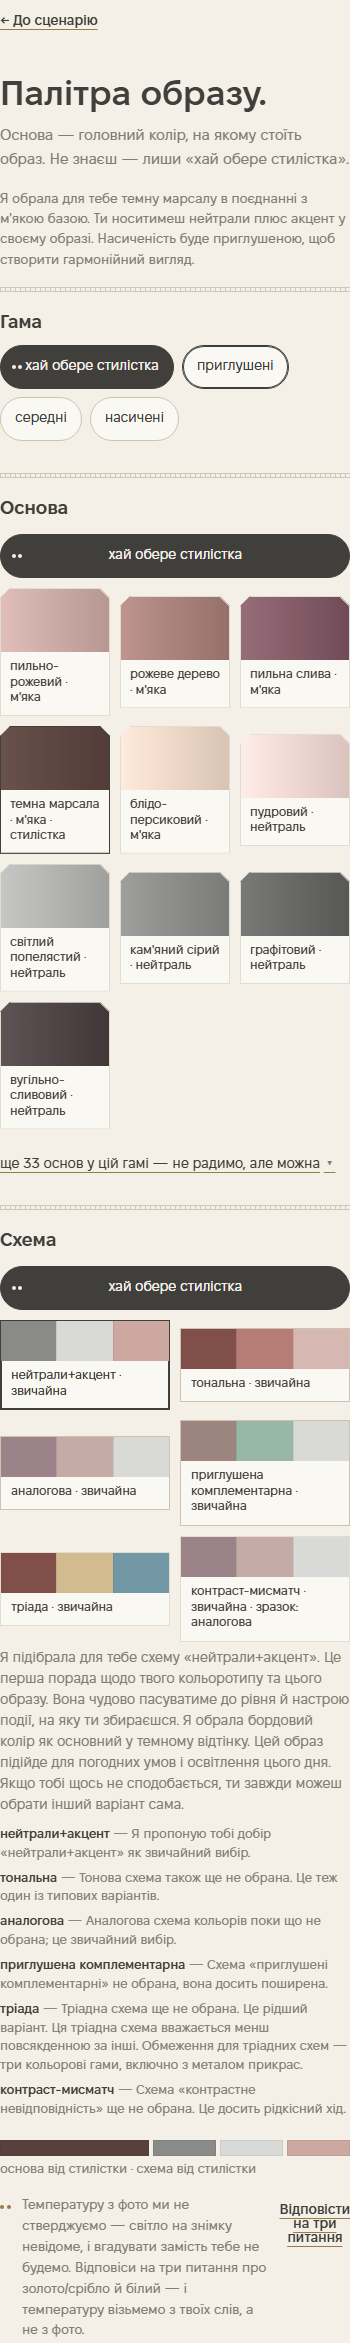 ← До сценарію
Палітра образу.
Основа — головний колір, на якому стоїть
образ. Не знаєш — лиши «хай обере стилістка».
Я обрала для тебе темну марсалу в поєднанні з
м'якою базою. Ти носитимеш нейтрали плюс акцент у
своєму образі. Насиченість буде приглушеною, щоб
створити гармонійний вигляд.
Гама
хай обере стилістка
приглушені
середні
насичені
Основа
хай обере стилістка
пильно-
рожевий ·
м'яка
рожеве дерево
· м'яка
пильна слива ·
м'яка
темна марсала
· м'яка ·
стилістка
блідо-
персиковий ·
м'яка
пудровий ·
нейтраль
світлий
попелястий ·
нейтраль
кам'яний сірий
· нейтраль
графітовий ·
нейтраль
вугільно-
сливовий ·
нейтраль
ще 33 основ у цій гамі — не радимо, але можна
Схема
хай обере стилістка
нейтрали+акцент ·
звичайна
тональна · звичайна
аналогова · звичайна
приглушена
комплементарна ·
звичайна
тріада · звичайна
контраст-мисматч ·
звичайна · зразок:
аналогова
Я підібрала для тебе схему «нейтрали+акцент». Це
перша порада щодо твого кольоротипу та цього
образу. Вона чудово пасуватиме до рівня й настрою
події, на яку ти збираєшся. Я обрала бордовий
колір як основний у темному відтінку. Цей образ
підійде для погодних умов і освітлення цього дня.
Якщо тобі щось не сподобається, ти завжди можеш
обрати інший варіант сама.
нейтрали+акцент — Я пропоную тобі добір
«нейтрали+акцент» як звичайний вибір.
тональна — Тонова схема також ще не обрана. Це теж
один із типових варіантів.
аналогова — Аналогова схема кольорів поки що не
обрана; це звичайний вибір.
приглушена комплементарна — Схема «приглушені
комплементарні» не обрана, вона досить поширена.
тріада — Тріадна схема ще не обрана. Це рідший
варіант. Ця тріадна схема вважається менш
повсякденною за інші. Обмеження для тріадних схем —
три кольорові гами, включно з металом прикрас.
контраст-мисматч — Схема «контрастне
невідповідність» ще не обрана. Це досить рідкісний хід.
основа від стилістки · схема від стилістки
Температуру з фото ми не
стверджуємо — світло на знімку
невідоме, і вгадувати замість тебе не
будемо. Відповіси на три питання про
золото/срібло й білий — і
температуру візьмемо з твоїх слів, а
не з фото.
Відповісти
на три
питання